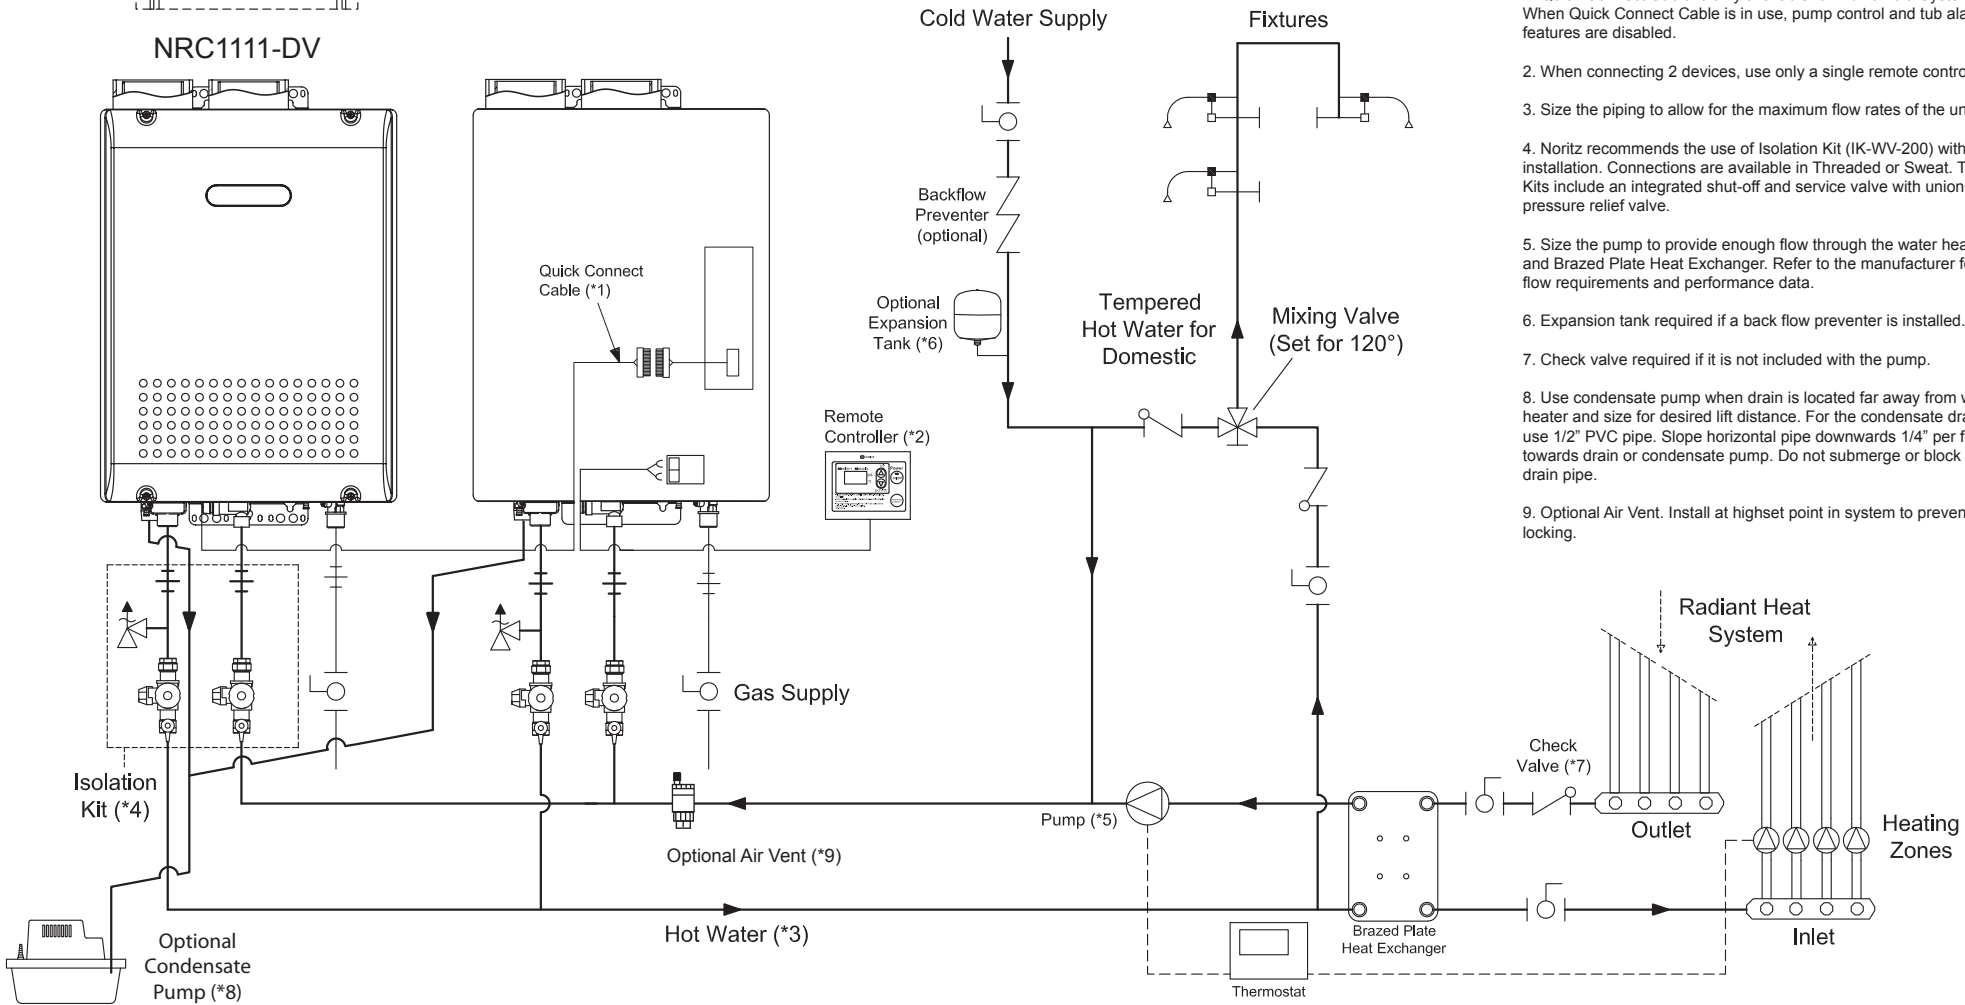 NRC1111-DV
Cold Water Supply
Fixtures
Backflow
Preventer
(optional)
Quick Connect
Cable (*1)
Optional
Expansion
Tank (*6)
Tempered
Hot Water for
Domestic
Mixing Valve
(Set for 120°)
Remote
Controller (*2)
Gas Supply
Isolation
Kit (*4)
Optional Air Vent (*9)
Pump (*5)
Hot Water (*3)
Optional
Condensate
Pump (*8)
Thermostat
Brazed Plate
Heat Exchanger
Check
Valve (*7)
Radiant Heat
System
Outlet
Heating
Zones
Inlet
When Quick Connect Cable is in use, pump control and tub
features are disabled.
2. When connecting 2 devices, use only a single remote
3. Size the piping to allow for the maximum flow rates of the
4. Noritz recommends the use of Isolation Kit (IK-WV-200) with
installation. Connections are available in Threaded or Sweat.
Kits include an integrated shut-off and service valve with
pressure relief valve.
5. Size the pump to provide enough flow through the water
and Brazed Plate Heat Exchanger. Refer to the manufacturer
flow requirements and performance data.
6. Expansion tank required if a back flow preventer is installed.
7. Check valve required if it is not included with the pump.
8. Use condensate pump when drain is located far away from
heater and size for desired lift distance. For the condensate
use 1/2” PVC pipe. Slope horizontal pipe downwards 1/4” per
towards drain or condensate pump. Do not submerge or block
drain pipe.
9. Optional Air Vent. Install at highset point in system to
locking.